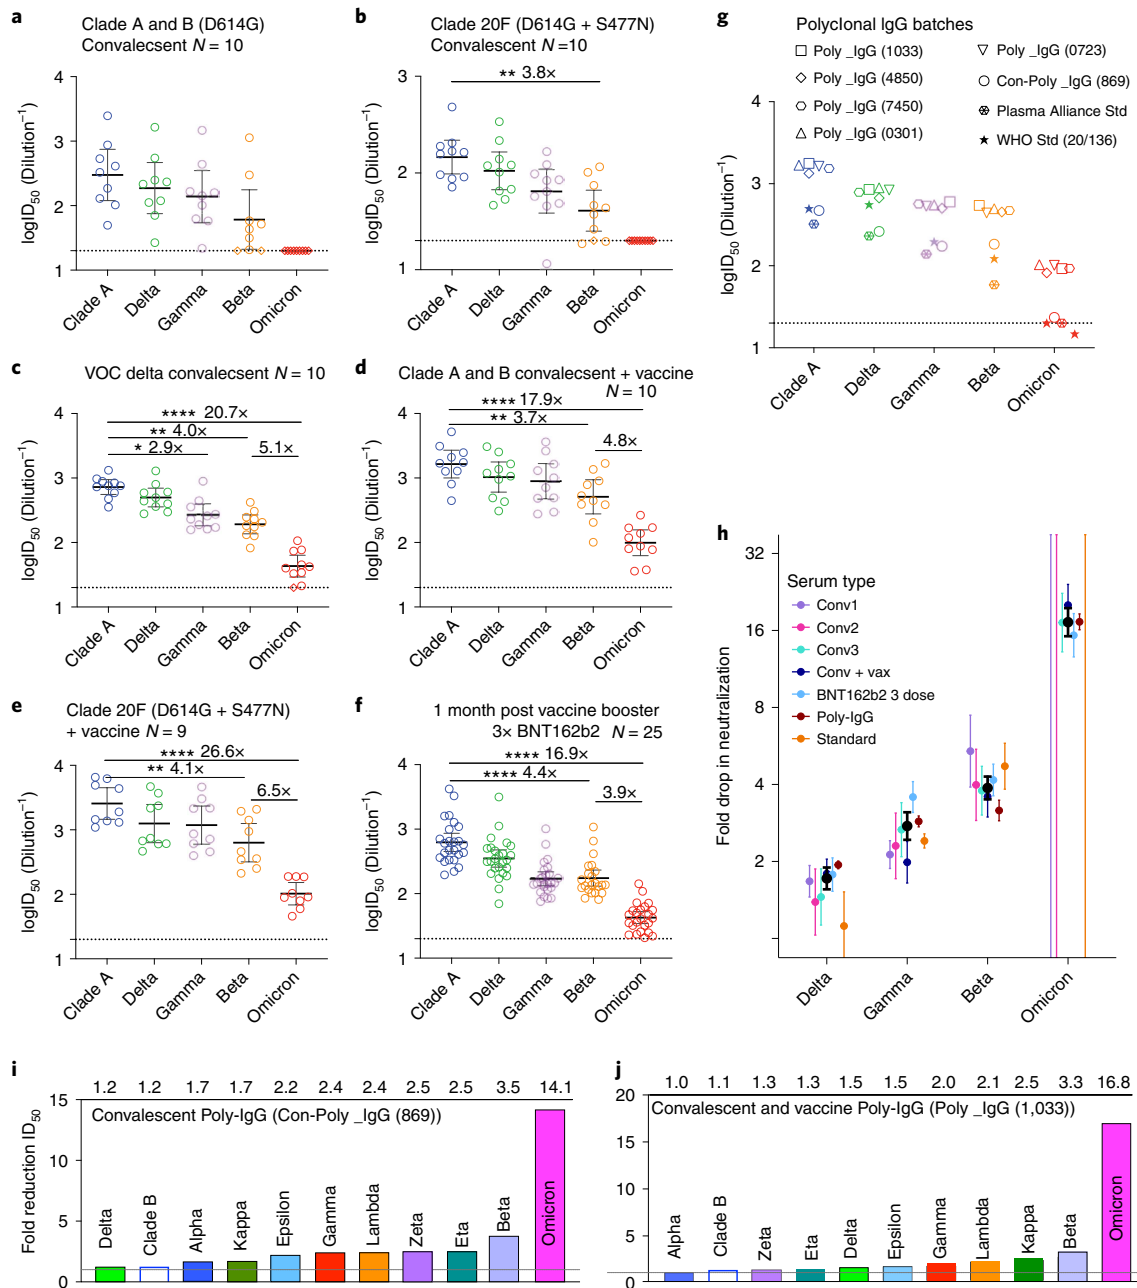 a
Clade A and B (D614G)
Convalecsent N = 10
4
3
2
1
logID50 (Dilution−1)
Clade A
Delta
Gamma
Beta
Omicron
b
Clade 20F (D614G + S477N)
Convalescent N =10
** 3.8×
3
2
1
logID50 (Dilution−1)
Clade A
Delta
Gamma
Beta
Omicron
g
Polyclonal IgG batches
Poly _IgG (1033)
Poly _IgG (4850)
Poly _IgG (7450)
Poly _IgG (0301)
Poly _IgG (0723)
Con-Poly _IgG (869)
Plasma Alliance Std
WHO Std (20/136)
4
3
2
1
logID50 (Dilution−1)
Clade A
Delta
Gamma
Beta
Omicron
c
VOC delta convalecsent N = 10
**** 20.7×
** 4.0×
* 2.9×
5.1×
4
3
2
1
logID50 (Dilution−1)
Clade A
Delta
Gamma
Beta
Omicron
d
Clade A and B convalecsent + vaccine
N = 10
**** 17.9×
** 3.7×
4.8×
4
3
2
1
logID50 (Dilution−1)
Clade A
Delta
Gamma
Beta
Omicron
e
Clade 20F (D614G + S477N)
+ vaccine N = 9
**** 26.6×
** 4.1×
6.5×
4
3
2
1
logID50 (Dilution−1)
Clade A
Delta
Gamma
Beta
Omicron
f
1 month post vaccine booster
3× BNT162b2 N = 25
**** 16.9×
**** 4.4×
3.9×
4
3
2
1
logID50 (Dilution−1)
Clade A
Delta
Gamma
Beta
Omicron
h
32
16
8
4
2
Fold drop in neutralization
Serum type
Conv1
Conv2
Conv3
Conv + vax
BNT162b2 3 dose
Poly-IgG
Standard
Delta
Gamma
Beta
Omicron
i
1.2 1.2 1.7 1.7 2.2 2.4 2.4 2.5 2.5 3.5 14.1
Convalescent Poly-IgG (Con-Poly _IgG (869))
15
10
5
0
Fold reduction ID50
Delta
Clade B
Alpha
Kappa
Epsilon
Gamma
Lambda
Zeta
Eta
Beta
Omicron
j
1.0 1.1 1.3 1.3 1.5 1.5 2.0 2.1 2.5 3.3 16.8
Convalescent and vaccine Poly-IgG (Poly _IgG (1,033))
20
15
10
5
0
Alpha
Clade B
Zeta
Eta
Delta
Epsilon
Gamma
Lambda
Kappa
Beta
Omicron